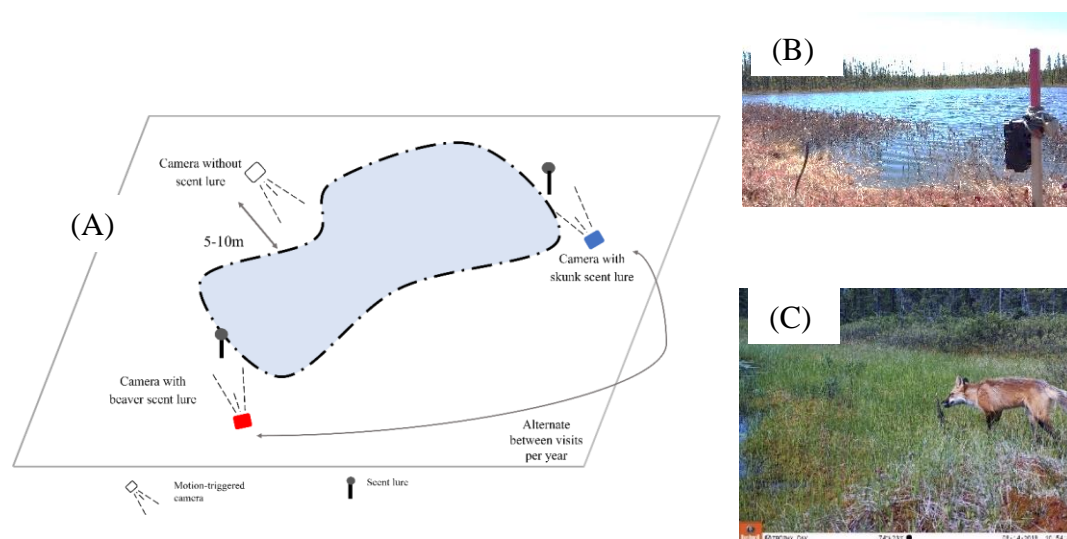 (A)
Camera without
scent lure
5-10m
Camera with
skunk scent lure
Camera with
beaver scent lure
Alternate
between visits
per year
Motion-triggered
camera
Scent lure
(B)
(C)